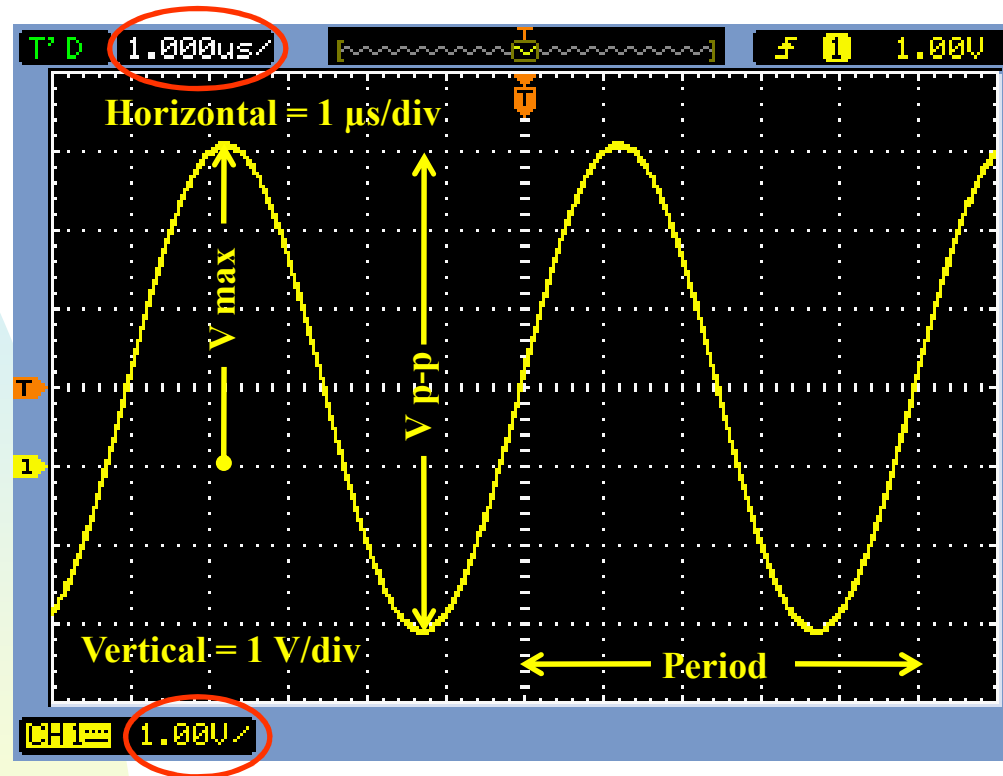 T'D 1.000us/ T 1 1.00V
T
Horizontal = 1 μs/div
V max
V p-p
T
1
Vertical = 1 V/div
Period
CH1 1.00V/